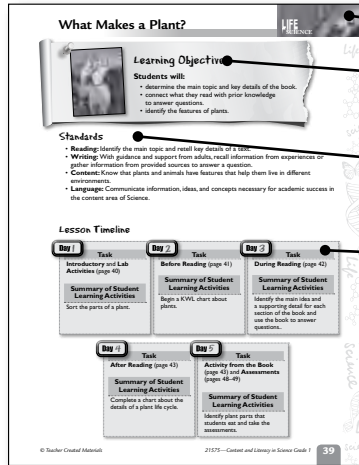 What Makes a Plant?
LIFE
SCIENCE
Learning Objectives
Students will:
• determine the main topic and key details of the book.
• connect what they read with prior knowledge
to answer questions.
• identify the features of plants.
Standards
• Reading: Identify the main topic and retell key details of a text.
• Writing: With guidance and support from adults, recall information from experiences or
gather information from provided sources to answer a question.
• Content: Know that plants and animals have features that help them live in different
environments.
• Language: Communicate information, ideas, and concepts necessary for academic success in
the content area of Science.
Lesson Timeline
Day 1
Task
Introductory and Lab
Activities (page 40)
Summary of Student
Learning Activities
Sort the parts of a plant.
Day 2
Task
Before Reading (page 41)
Summary of Student
Learning Activities
Begin a KWL chart about
plants.
Day 3
Task
During Reading (page 42)
Summary of Student
Learning Activities
Identify the main idea and
a supporting detail for each
section of the book and
use the book to answer
questions.
Day 4
Task
After Reading (page 43)
Summary of Student
Learning Activities
Complete a chart about the
details of a plant life cycle.
Day 5
Task
Activity from the Book
(page 43) and Assessments
(pages 48–49)
Summary of Student
Learning Activities
Identify plant parts that
students eat and take the
assessments.
© Teacher Created Materials
21575—Content and Literacy in Science Grade 1
39